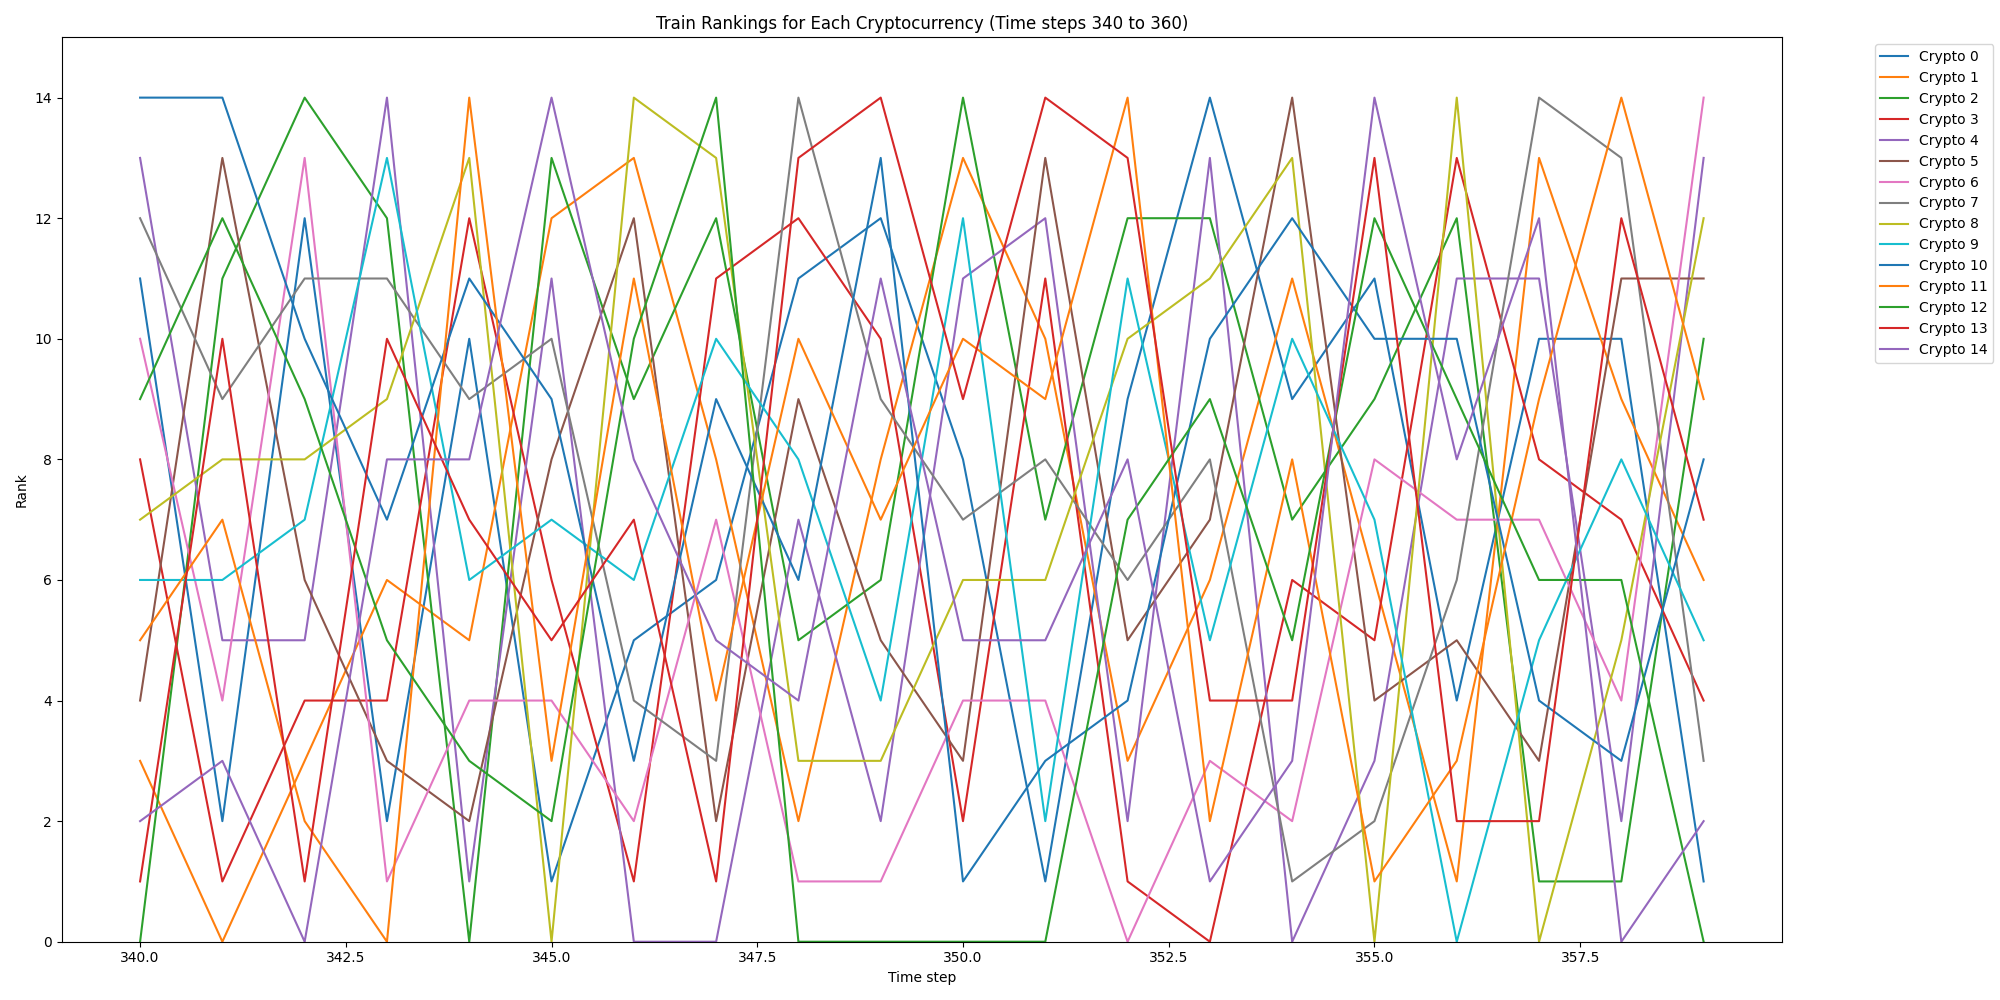 Train Rankings for Each Cryptocurrency (Time steps 340 to 360)
Rank
14
12
10
8
6
4
2
0
340.0 342.5 345.0 347.5 350.0 352.5 355.0 357.5
Time step
Crypto 0
Crypto 1
Crypto 2
Crypto 3
Crypto 4
Crypto 5
Crypto 6
Crypto 7
Crypto 8
Crypto 9
Crypto 10
Crypto 11
Crypto 12
Crypto 13
Crypto 14